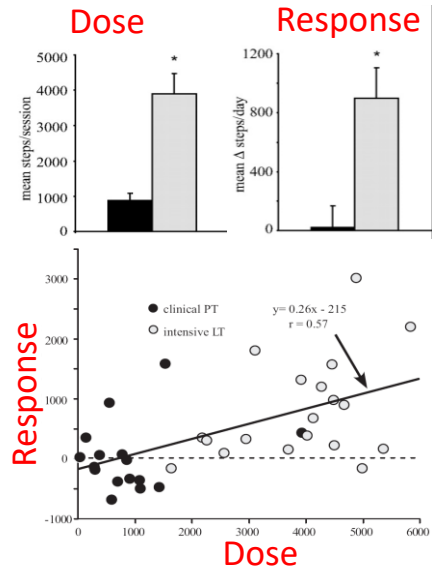 Dose
Response
mean steps/session
5000
4000
3000
2000
1000
0
*
mean Δ steps/day
1200
800
400
0
*
Response
3000
2000
1000
0
-1000
clinical PT
intensive LT
y= 0.26x - 215
r = 0.57
0
1000
2000
3000
4000
5000
6000
Dose